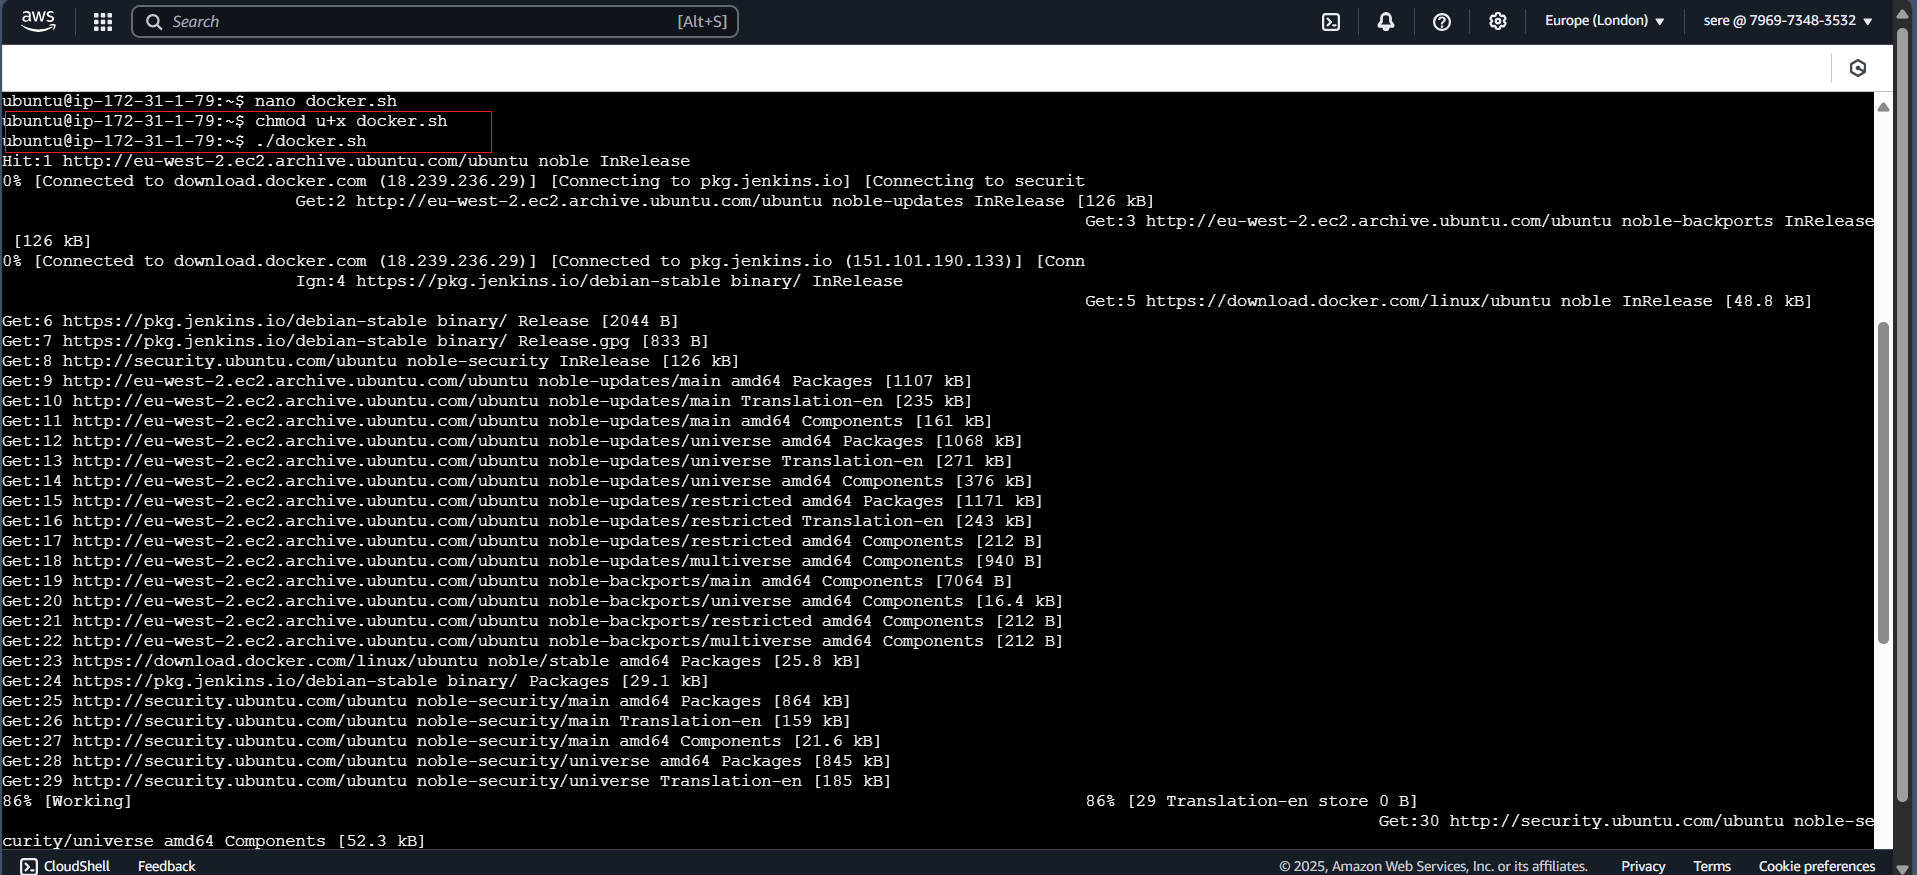 aws
Search [Alt+S]
Europe (London)
sere @ 7969-7348-3532
ubuntu@ip-172-31-1-79:~$ nano docker.sh
ubuntu@ip-172-31-1-79:~$ chmod u+x docker.sh
ubuntu@ip-172-31-1-79:~$ ./docker.sh
Hit:1 http://eu-west-2.ec2.archive.ubuntu.com/ubuntu noble InRelease
0% [Connected to download.docker.com (18.239.236.29)] [Connecting to pkg.jenkins.io] [Connecting to securit
Get:2 http://eu-west-2.ec2.archive.ubuntu.com/ubuntu noble-updates InRelease [126 kB]
Get:3 http://eu-west-2.ec2.archive.ubuntu.com/ubuntu noble-backports InRelease
[126 kB]
0% [Connected to download.docker.com (18.239.236.29)] [Connected to pkg.jenkins.io (151.101.190.133)] [Conn
Ign:4 https://pkg.jenkins.io/debian-stable binary/ InRelease
Get:5 https://download.docker.com/linux/ubuntu noble InRelease [48.8 kB]
Get:6 https://pkg.jenkins.io/debian-stable binary/ Release [2044 B]
Get:7 https://pkg.jenkins.io/debian-stable binary/ Release.gpg [833 B]
Get:8 http://security.ubuntu.com/ubuntu noble-security InRelease [126 kB]
Get:9 http://eu-west-2.ec2.archive.ubuntu.com/ubuntu noble-updates/main amd64 Packages [1107 kB]
Get:10 http://eu-west-2.ec2.archive.ubuntu.com/ubuntu noble-updates/main Translation-en [235 kB]
Get:11 http://eu-west-2.ec2.archive.ubuntu.com/ubuntu noble-updates/main amd64 Components [161 kB]
Get:12 http://eu-west-2.ec2.archive.ubuntu.com/ubuntu noble-updates/universe amd64 Packages [1068 kB]
Get:13 http://eu-west-2.ec2.archive.ubuntu.com/ubuntu noble-updates/universe Translation-en [271 kB]
Get:14 http://eu-west-2.ec2.archive.ubuntu.com/ubuntu noble-updates/universe amd64 Components [376 kB]
Get:15 http://eu-west-2.ec2.archive.ubuntu.com/ubuntu noble-updates/restricted amd64 Packages [1171 kB]
Get:16 http://eu-west-2.ec2.archive.ubuntu.com/ubuntu noble-updates/restricted Translation-en [243 kB]
Get:17 http://eu-west-2.ec2.archive.ubuntu.com/ubuntu noble-updates/restricted amd64 Components [212 B]
Get:18 http://eu-west-2.ec2.archive.ubuntu.com/ubuntu noble-updates/multiverse amd64 Components [940 B]
Get:19 http://eu-west-2.ec2.archive.ubuntu.com/ubuntu noble-backports/main amd64 Components [7064 B]
Get:20 http://eu-west-2.ec2.archive.ubuntu.com/ubuntu noble-backports/universe amd64 Components [16.4 kB]
Get:21 http://eu-west-2.ec2.archive.ubuntu.com/ubuntu noble-backports/restricted amd64 Components [212 B]
Get:22 http://eu-west-2.ec2.archive.ubuntu.com/ubuntu noble-backports/multiverse amd64 Components [212 B]
Get:23 https://download.docker.com/linux/ubuntu noble/stable amd64 Packages [25.8 kB]
Get:24 https://pkg.jenkins.io/debian-stable binary/ Packages [29.1 kB]
Get:25 http://security.ubuntu.com/ubuntu noble-security/main amd64 Packages [864 kB]
Get:26 http://security.ubuntu.com/ubuntu noble-security/main Translation-en [159 kB]
Get:27 http://security.ubuntu.com/ubuntu noble-security/main amd64 Components [21.6 kB]
Get:28 http://security.ubuntu.com/ubuntu noble-security/universe amd64 Packages [845 kB]
Get:29 http://security.ubuntu.com/ubuntu noble-security/universe Translation-en [185 kB]
86% [Working] 86% [29 Translation-en store 0 B]
Get:30 http://security.ubuntu.com/ubuntu noble-se
curity/universe amd64 Components [52.3 kB]
CloudShell Feedback © 2025, Amazon Web Services, Inc. or its affiliates. Privacy Terms Cookie preferences